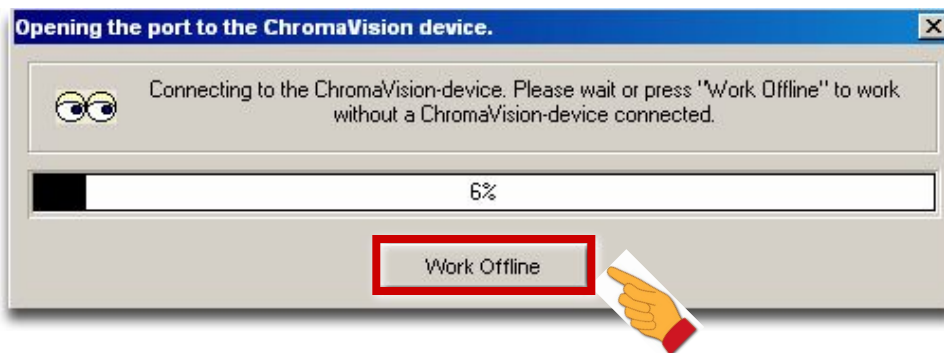 Opening the port to the ChromaVision device.
Connecting to the ChromaVision-device. Please wait or press "Work Offline" to work
without a ChromaVision-device connected.
6%
Work Offline